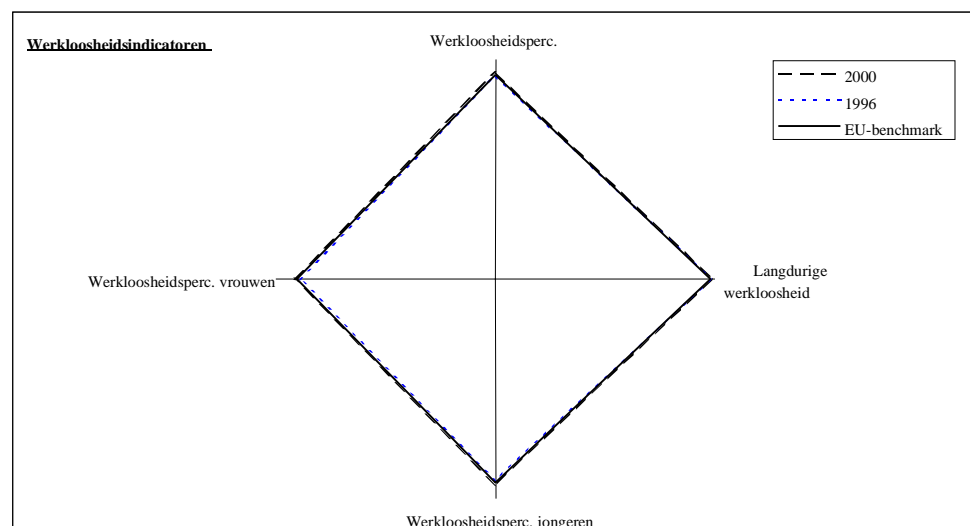 Werkloosheidsindicatoren
Werkloosheidsperc.
2000
1996
EU-benchmark
Werkloosheidsperc. vrouwen
Langdurige
werkloosheid
Werkloosheidsperc. jongeren